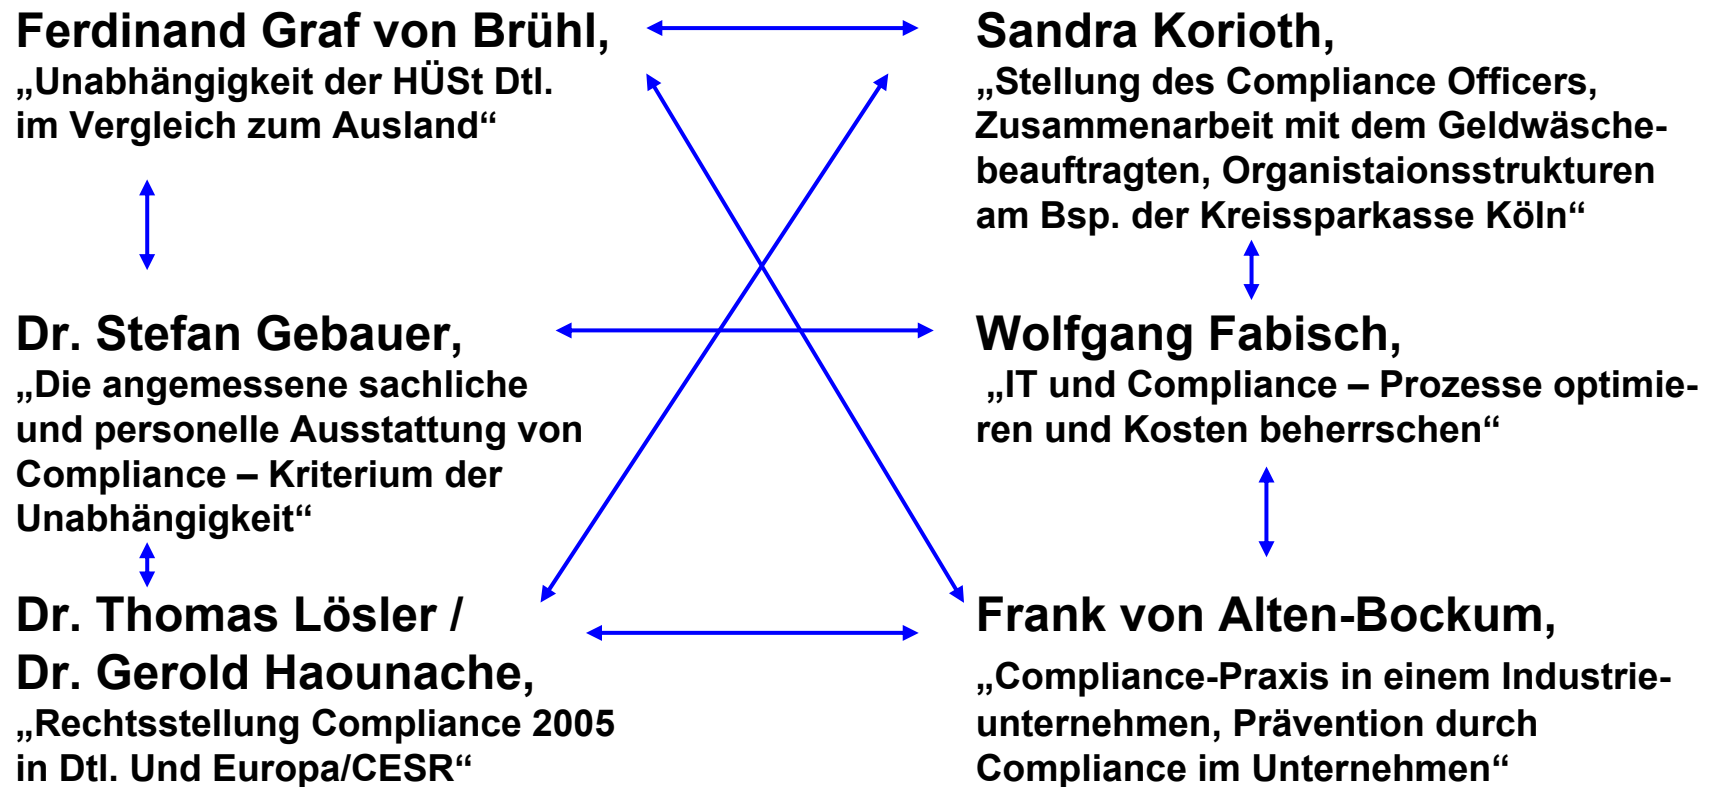 Ferdinand Graf von Brühl,
„Unabhängigkeit der HÜSt Dtl.
im Vergleich zum Ausland“
Dr. Stefan Gebauer,
„Die angemessene sachliche
und personelle Ausstattung von
Compliance – Kriterium der
Unabhängigkeit“
Dr. Thomas Lösler /
Dr. Gerold Haounache,
„Rechtsstellung Compliance 2005
in Dtl. Und Europa/CESR“
Sandra Korioth,
„Stellung des Compliance Officers,
Zusammenarbeit mit dem Geldwäsche-
beauftragten, Organistaionsstrukturen
am Bsp. der Kreissparkasse Köln“
Wolfgang Fabisch,
„IT und Compliance – Prozesse optimie-
ren und Kosten beherrschen“
Frank von Alten-Bockum,
„Compliance-Praxis in einem Industrie-
unternehmen, Prävention durch
Compliance im Unternehmen“